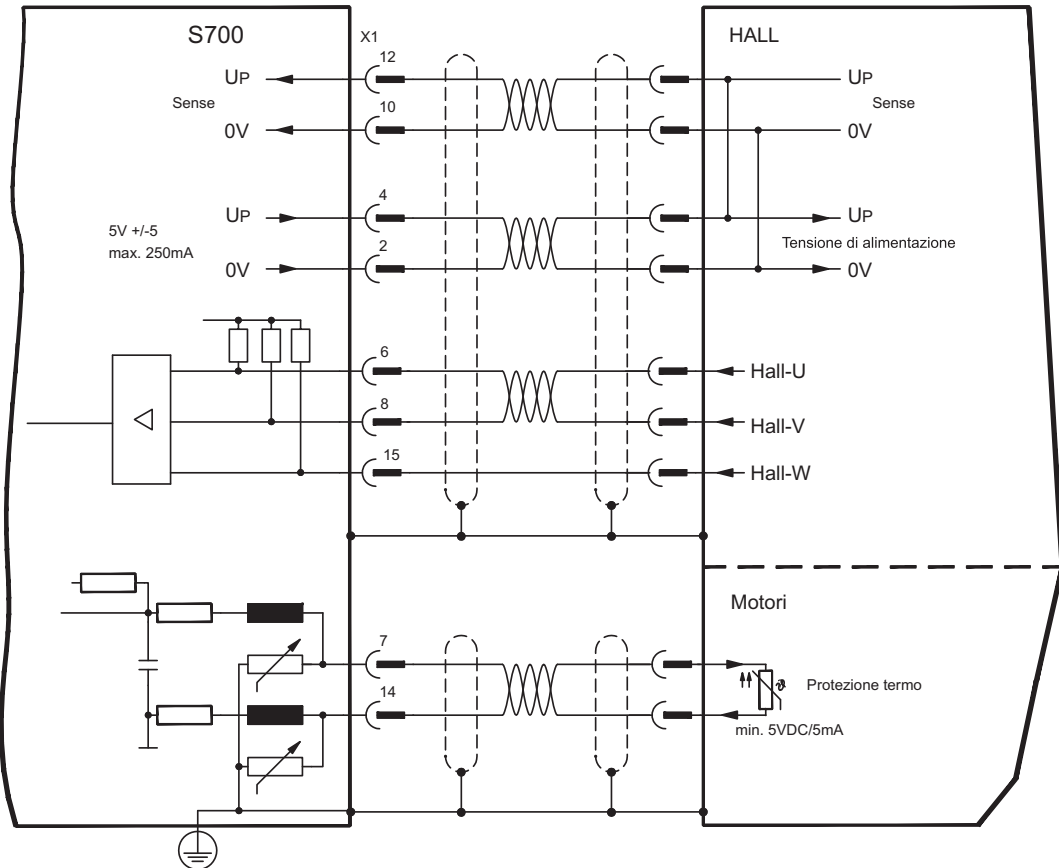 S700
X1
HALL
12
UP
UP
Sense
Sense
10
0V
0V
4
UP
UP
5V +/-5
max. 250mA
Tensione di alimentazione
2
0V
0V
6
Hall-U
8
Hall-V
15
Hall-W
Motori
7
Protezione termo
14
min. 5VDC/5mA